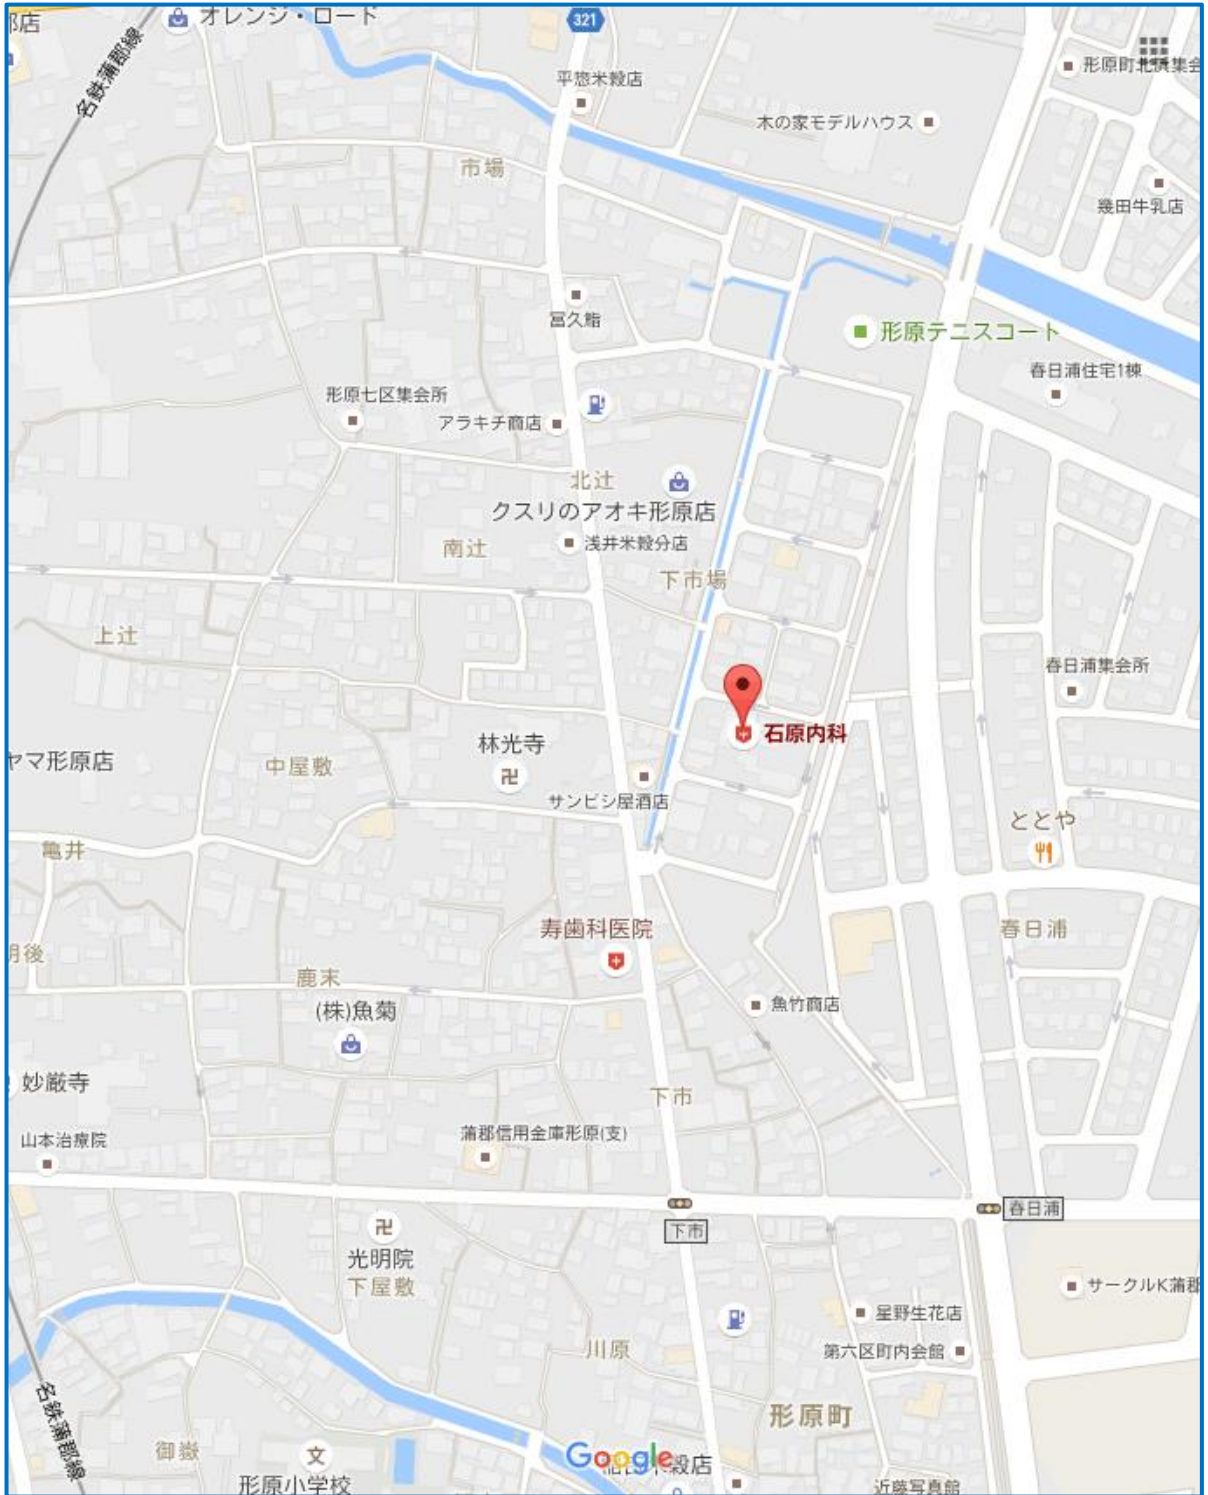 オレンジ・ロード
321
名鉄蒲郡線
平惣米穀店
形原町北浜集会
木の家モデルハウス
市場
幾田牛乳店
冨久鮨
形原テニスコート
春日浦住宅1棟
形原七区集会所
アラキチ商店
北辻
クスリのアオキ形原店
南辻
浅井米穀分店
下市場
上辻
春日浦集会所
石原内科
林光寺
ヤマ形原店
中屋敷
サンビシ屋酒店
ととや
亀井
寿歯科医院
春日浦
鹿末
魚竹商店
(株)魚菊
妙厳寺
下市
蒲郡信用金庫形原(支)
山本治療院
下市
春日浦
光明院
下屋敷
サークルK蒲郡
星野生花店
川原
第六区町内会館
形原町
名鉄蒲郡線
御嶽
Google
形原小学校
近藤写真館